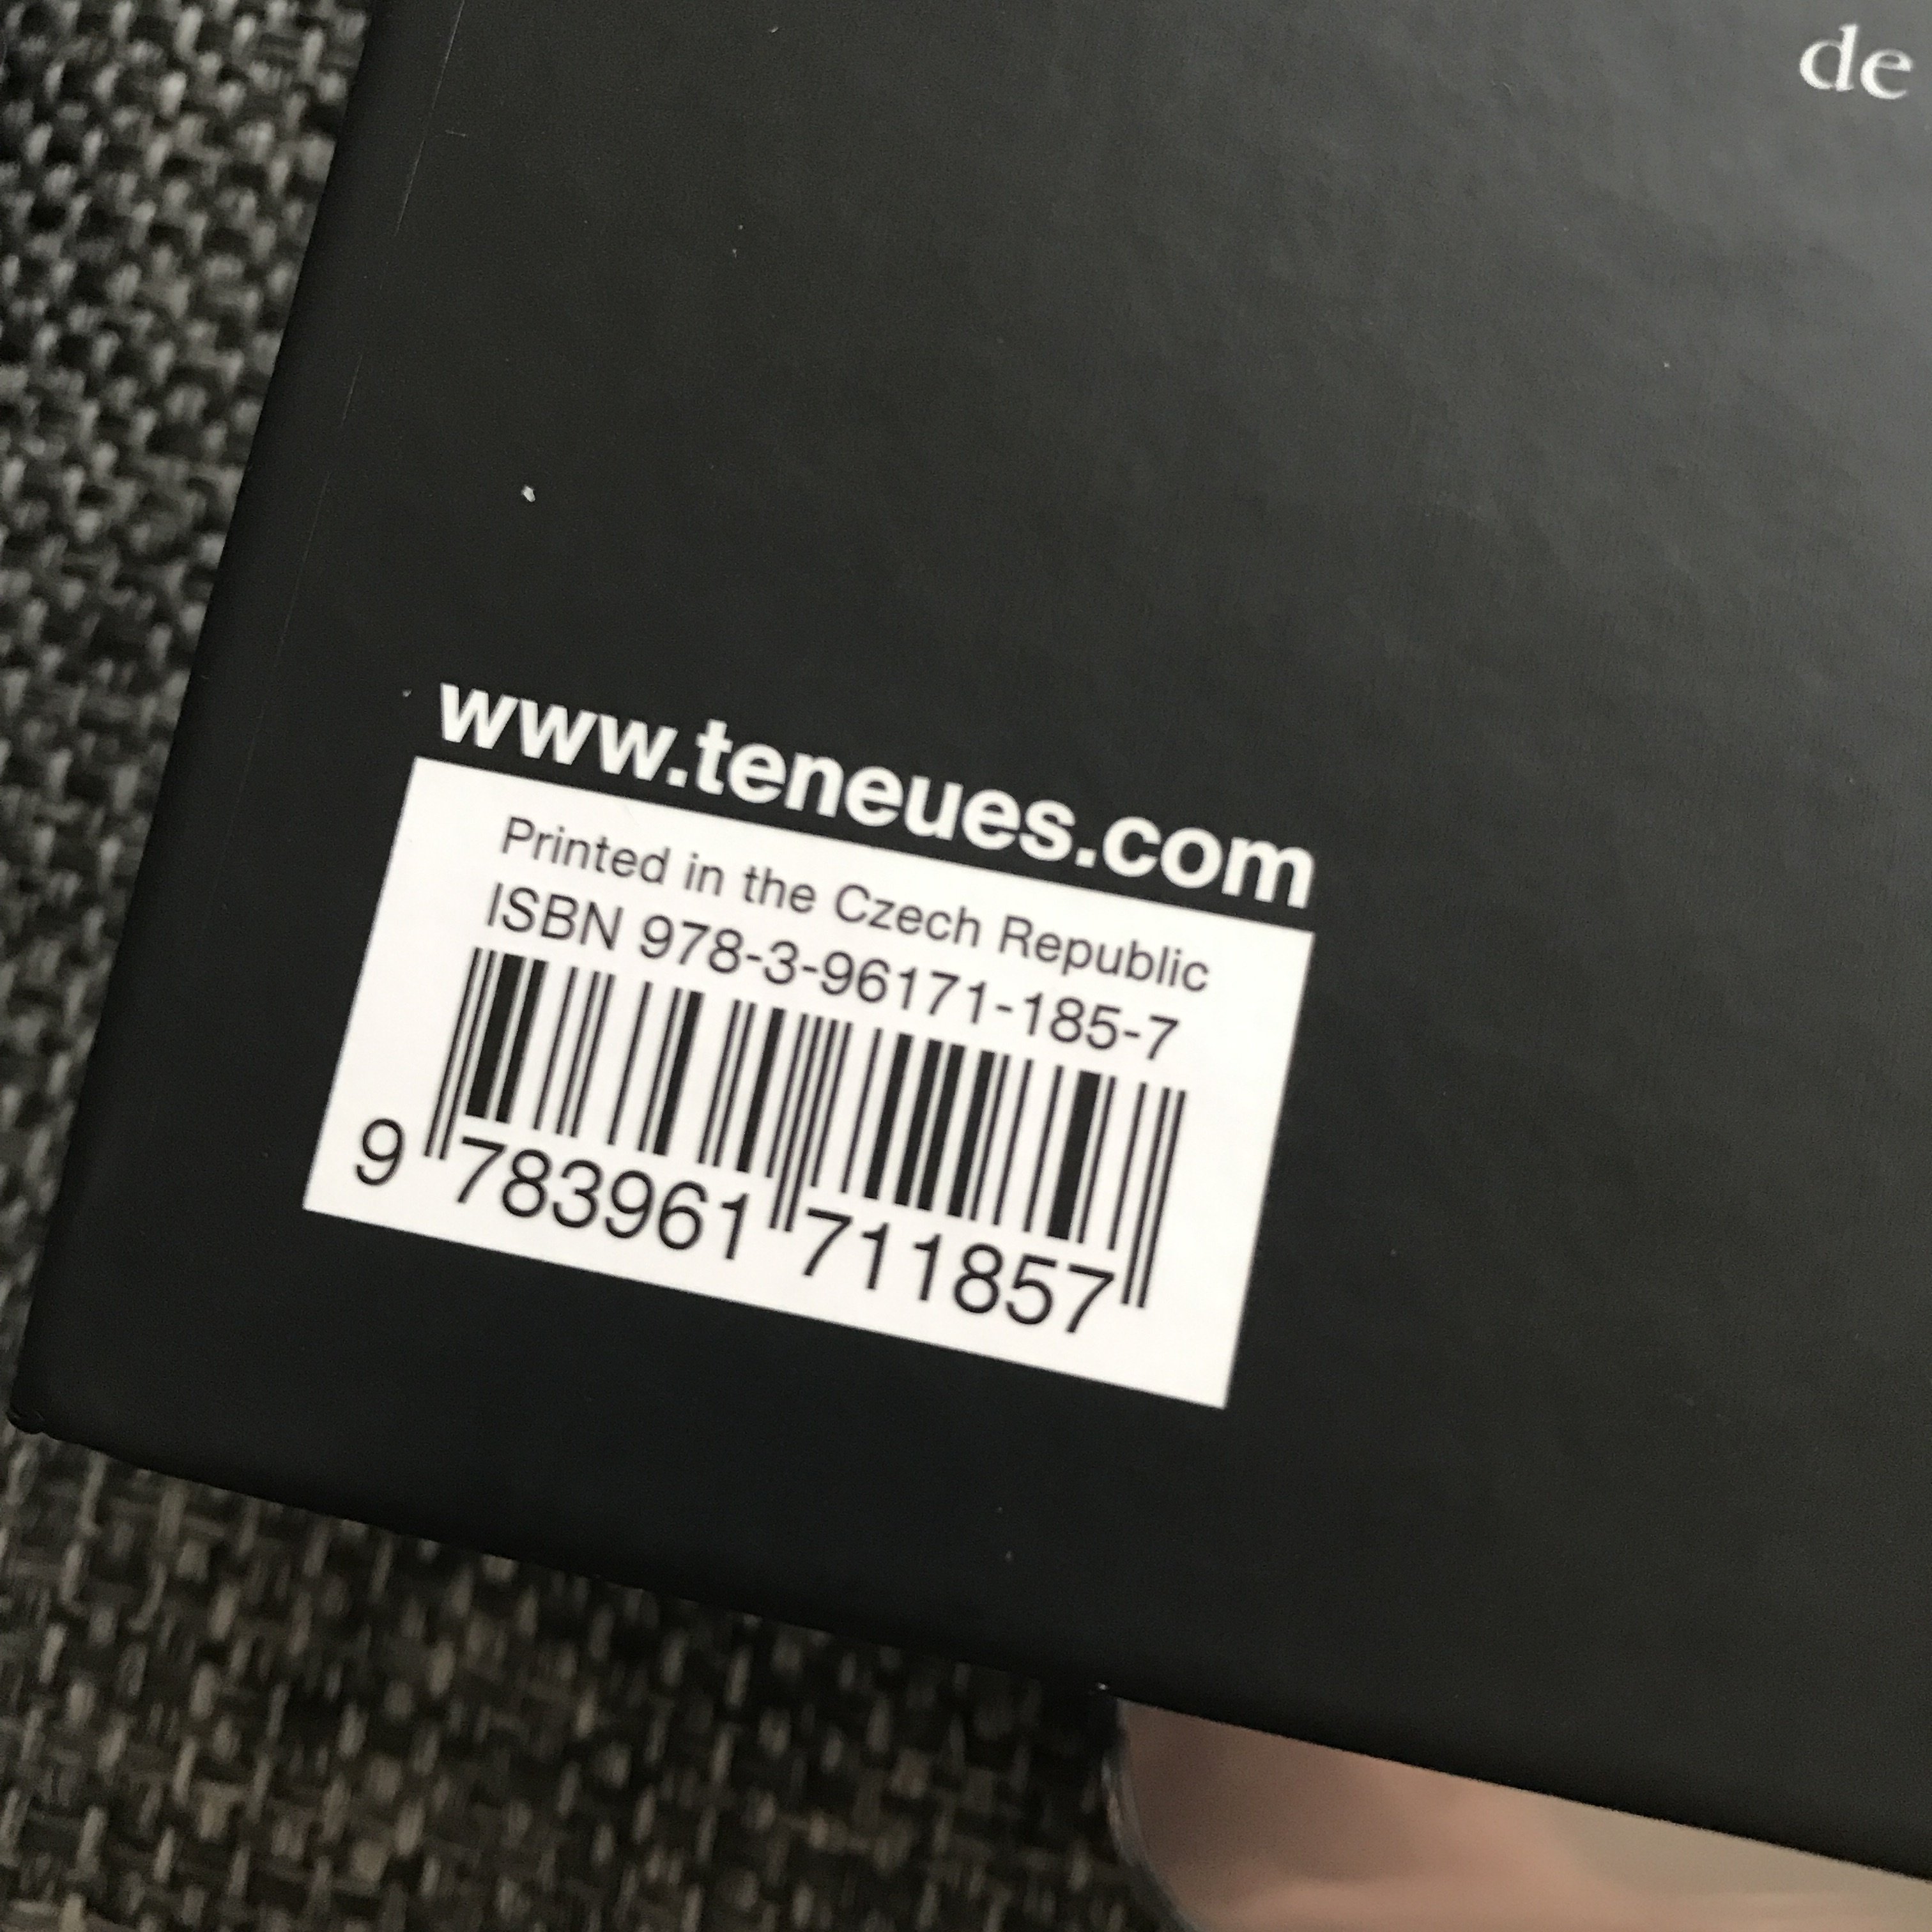 de
www.teneues.com
Printed in the Czech Republic
ISBN 978-3-96171-185-7
9 783961 711857